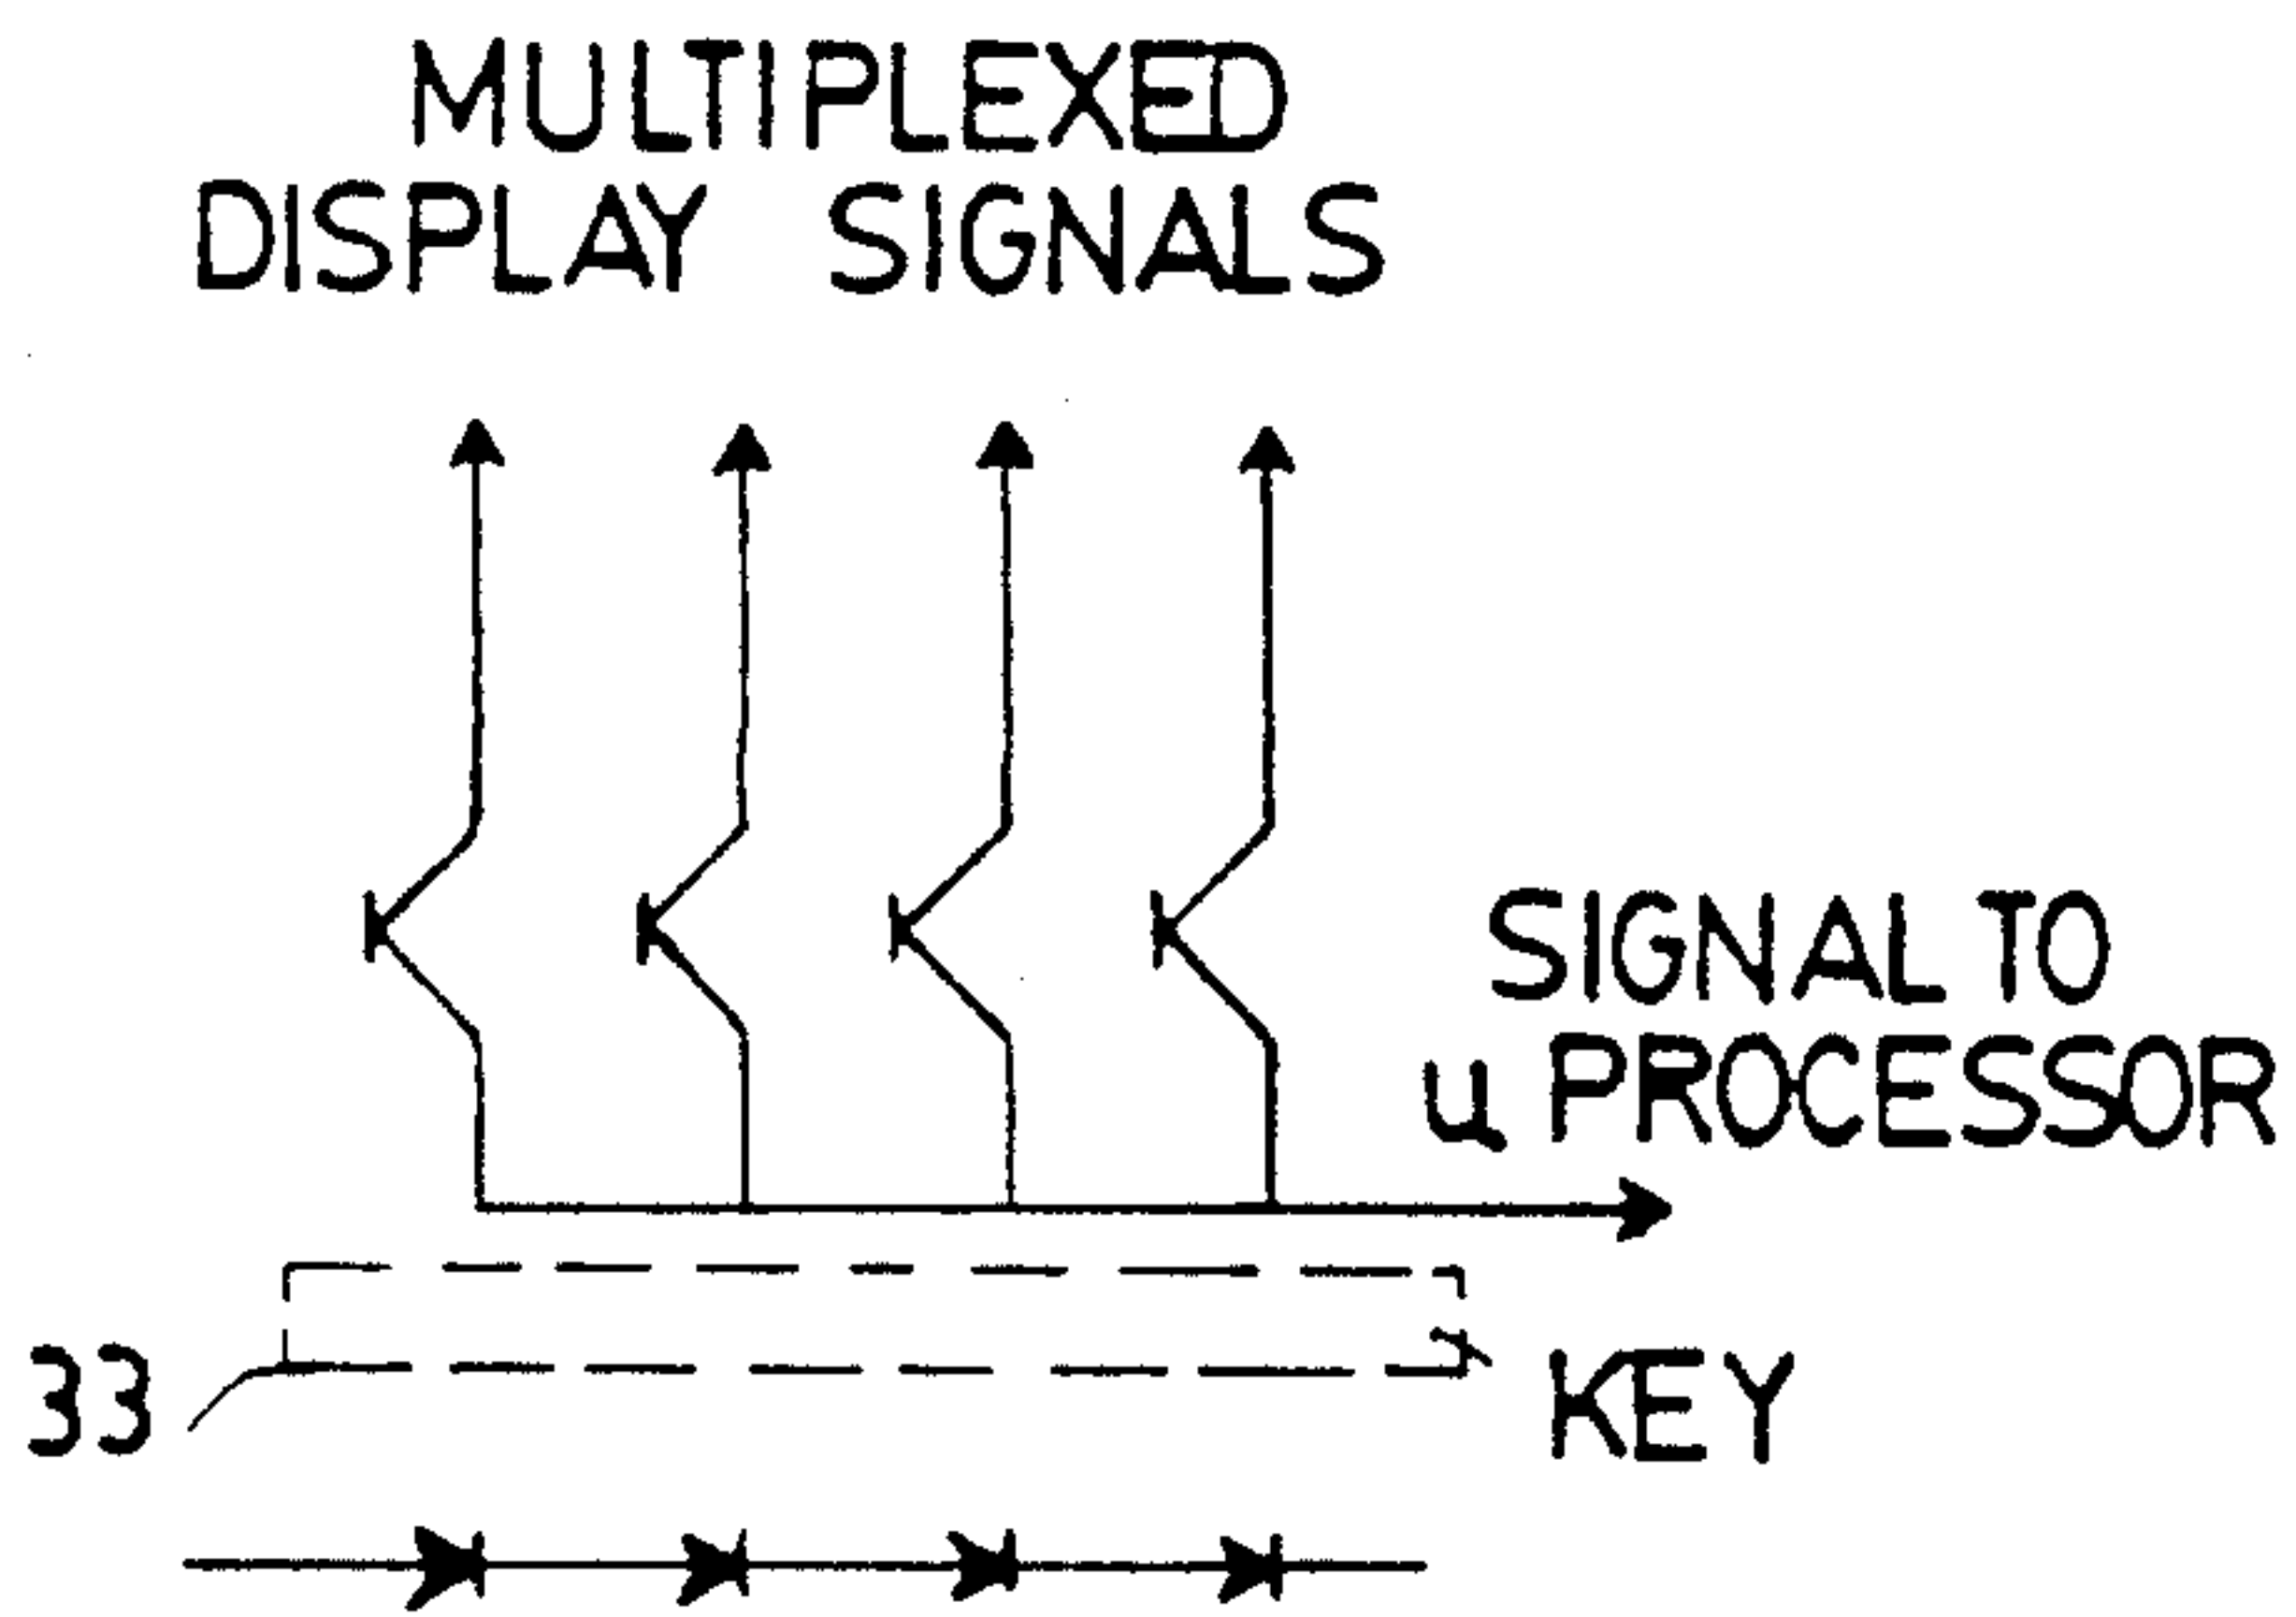 MULTIPLEXED
DISPLAY SIGNALS
SIGNAL TO
u PROCESSOR
33
KEY